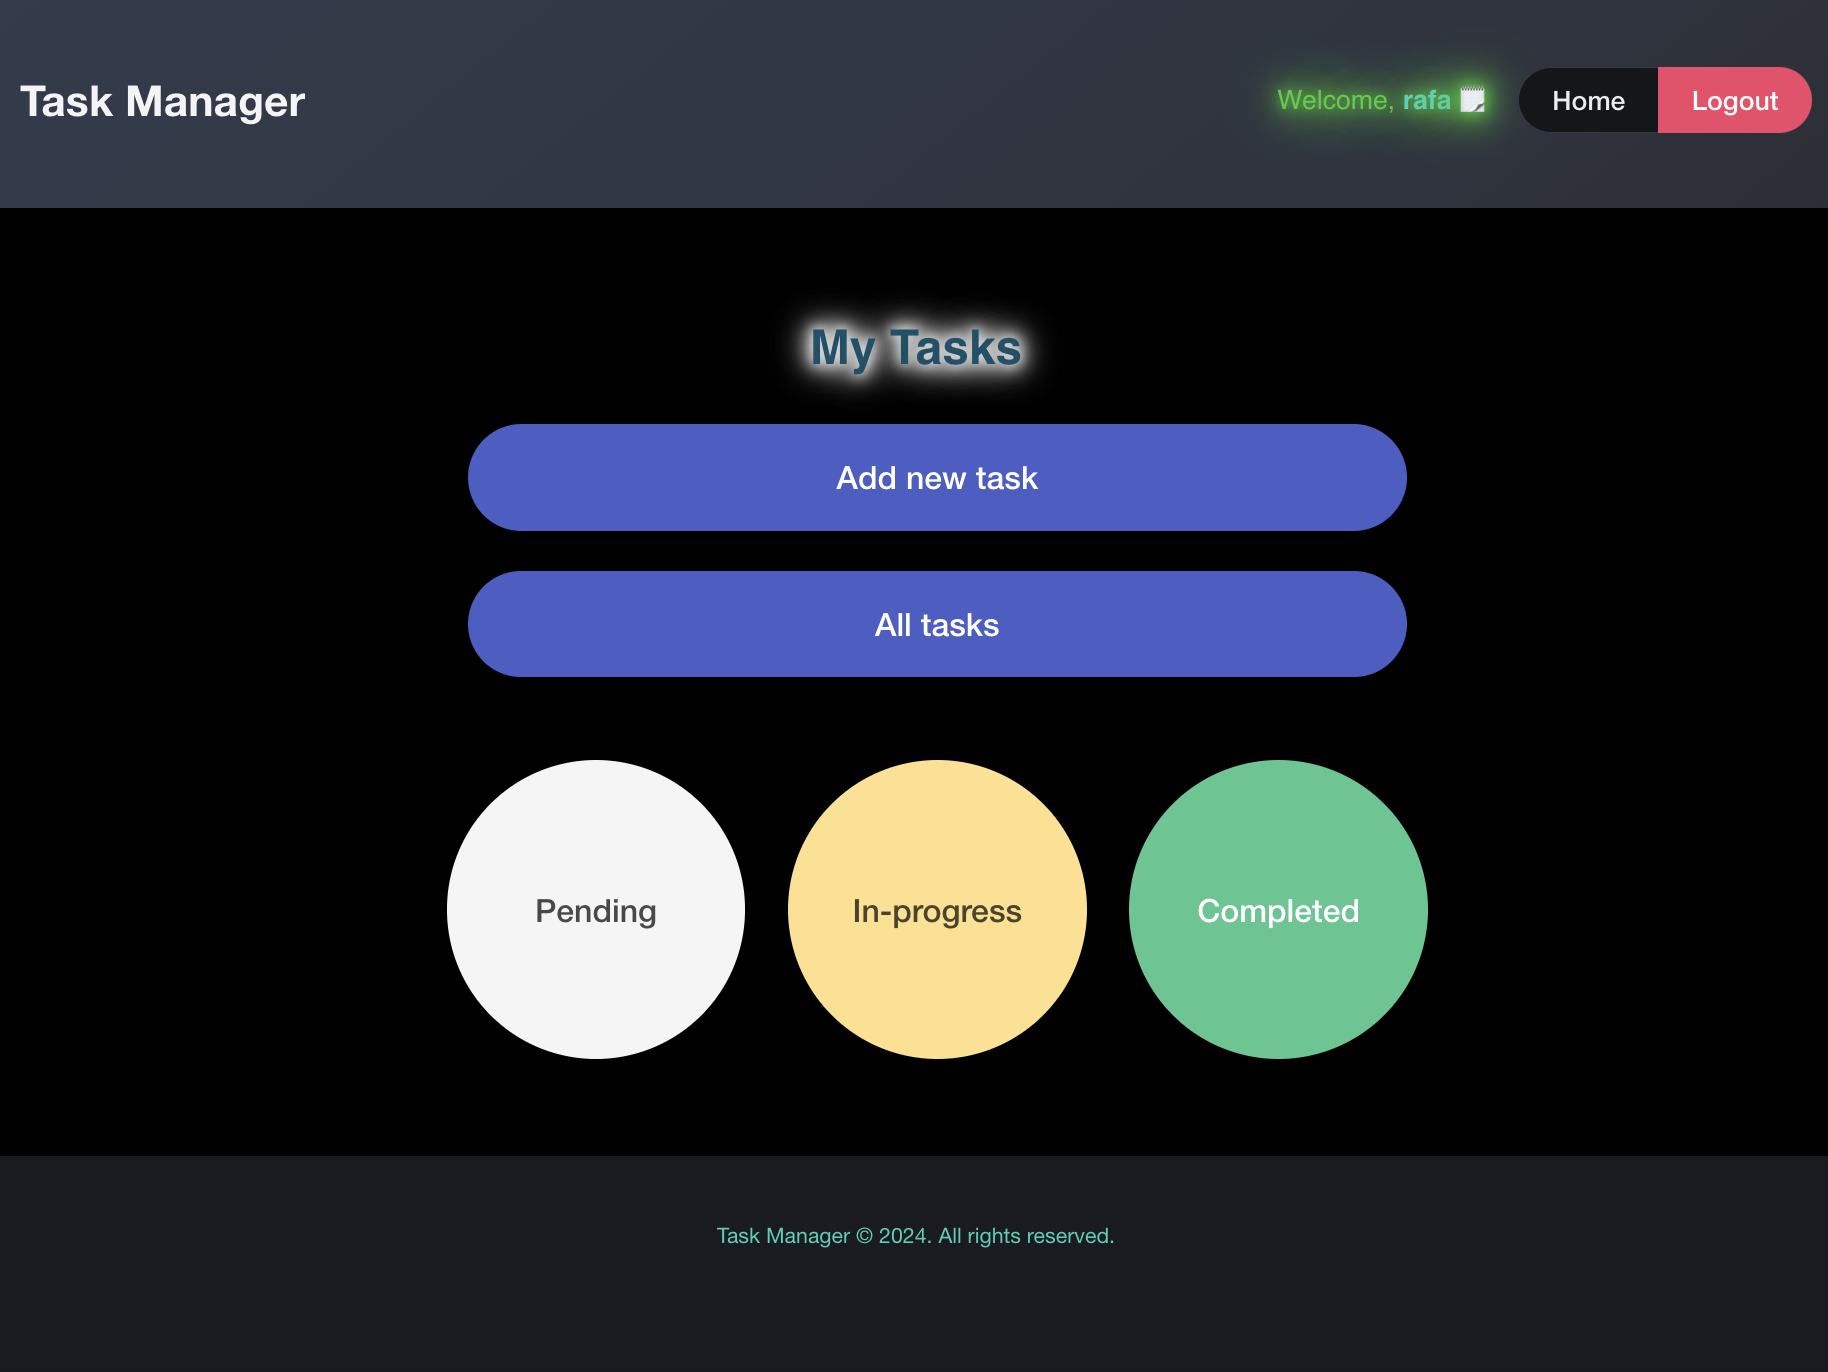 Task Manager
Welcome, rafa
Home
Logout
My Tasks
Add new task
All tasks
Pending
In-progress
Completed
Task Manager © 2024. All rights reserved.